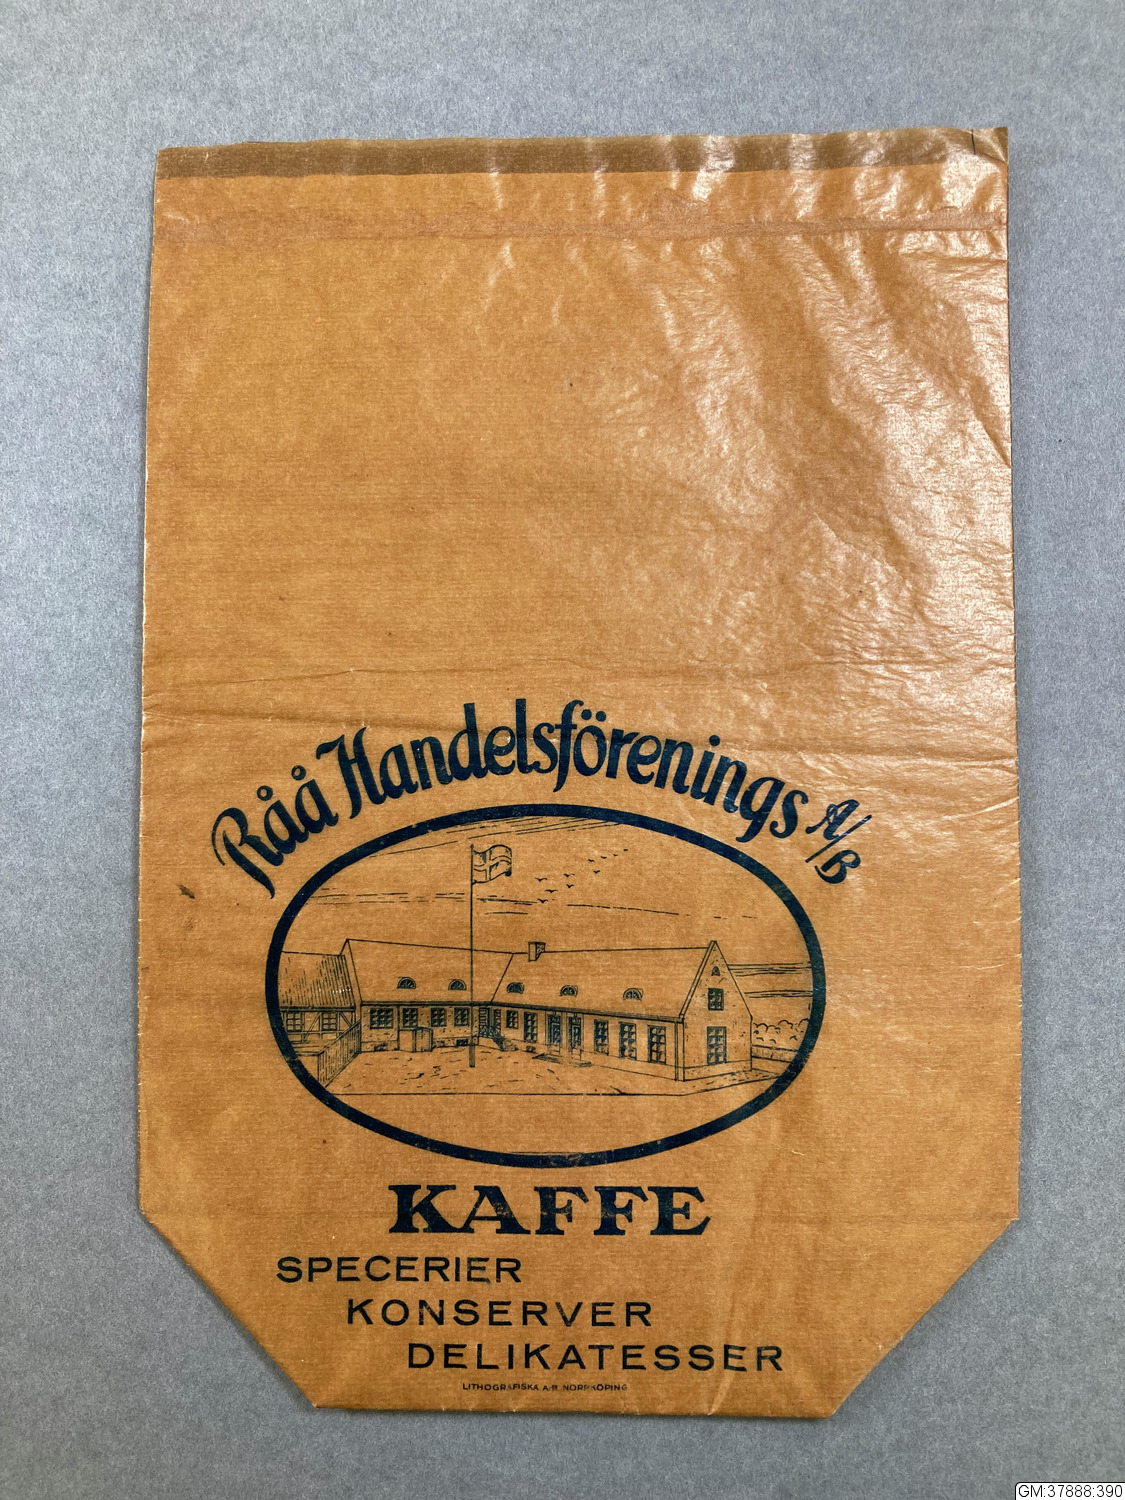 Råå Handelsförenings A/B
KAFFE
SPECERIER
KONSERVER
DELIKATESSER
LITHOGRAFISKA A.B. NORRKÖPING
GM:37888:390